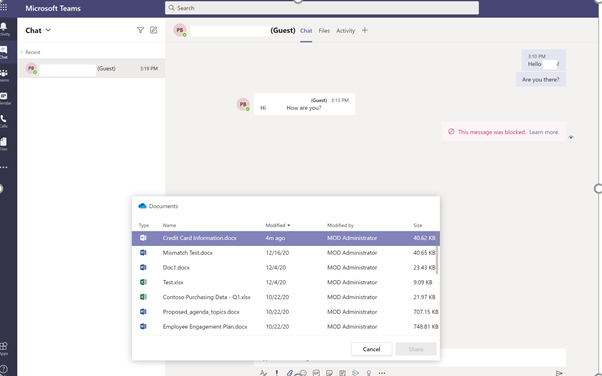 Microsoft Teams
Search
Chat
PB
(Guest)
Chat
Files
Activity
Recent
PB
(Guest)
3:19 PM
3:10 PM
Hello !
Are you there?
PB
(Guest) 3:13 PM
Hi How are you?
This message was blocked. Learn more.
Chat
Calls
Files
Apps
Documents
Type Name Modified Modified by Size
Credit Card Information.docx 4m ago MOD Administrator 40.62 KB
Mismatch Test.docx 12/16/20 MOD Administrator 40.65 KB
Doc1.docx 12/4/20 MOD Administrator 23.43 KB
Test.xlsx 12/4/20 MOD Administrator 9.09 KB
Contoso Purchasing Data - Q1.xlsx 10/22/20 MOD Administrator 21.97 KB
Proposed_agenda_topics.docx 10/22/20 MOD Administrator 707.15 KB
Employee Engagement Plan.docx 10/22/20 MOD Administrator 748.81 KB
Cancel
Share